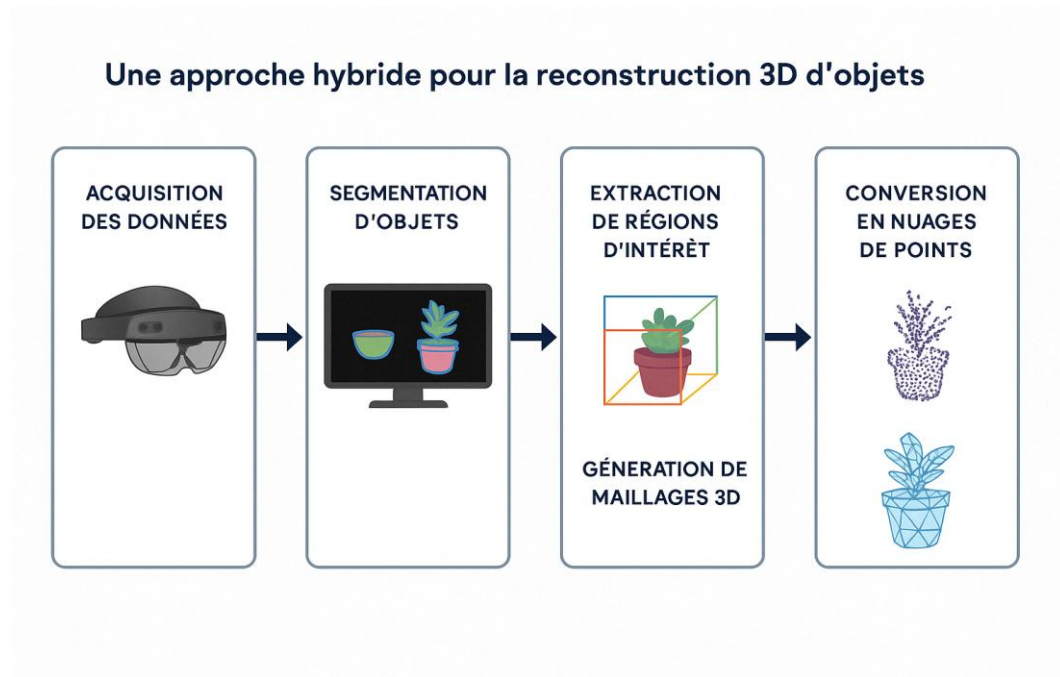 Une approche hybride pour la reconstruction 3D d'objets
ACQUISITION
DES DONNÉES
SEGMENTATION
D'OBJETS
EXTRACTION
DE RÉGIONS
D'INTÉRÈT
GÉNERATION DE
MAILLAGES 3D
CONVERSION
EN NUAGES
DE POINTS